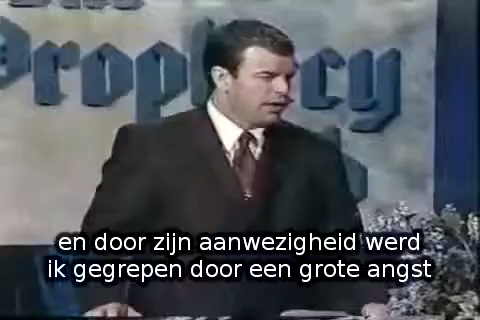 Prophecy
en door zijn aanwezigheid werd
ik gegrepen door een grote angst